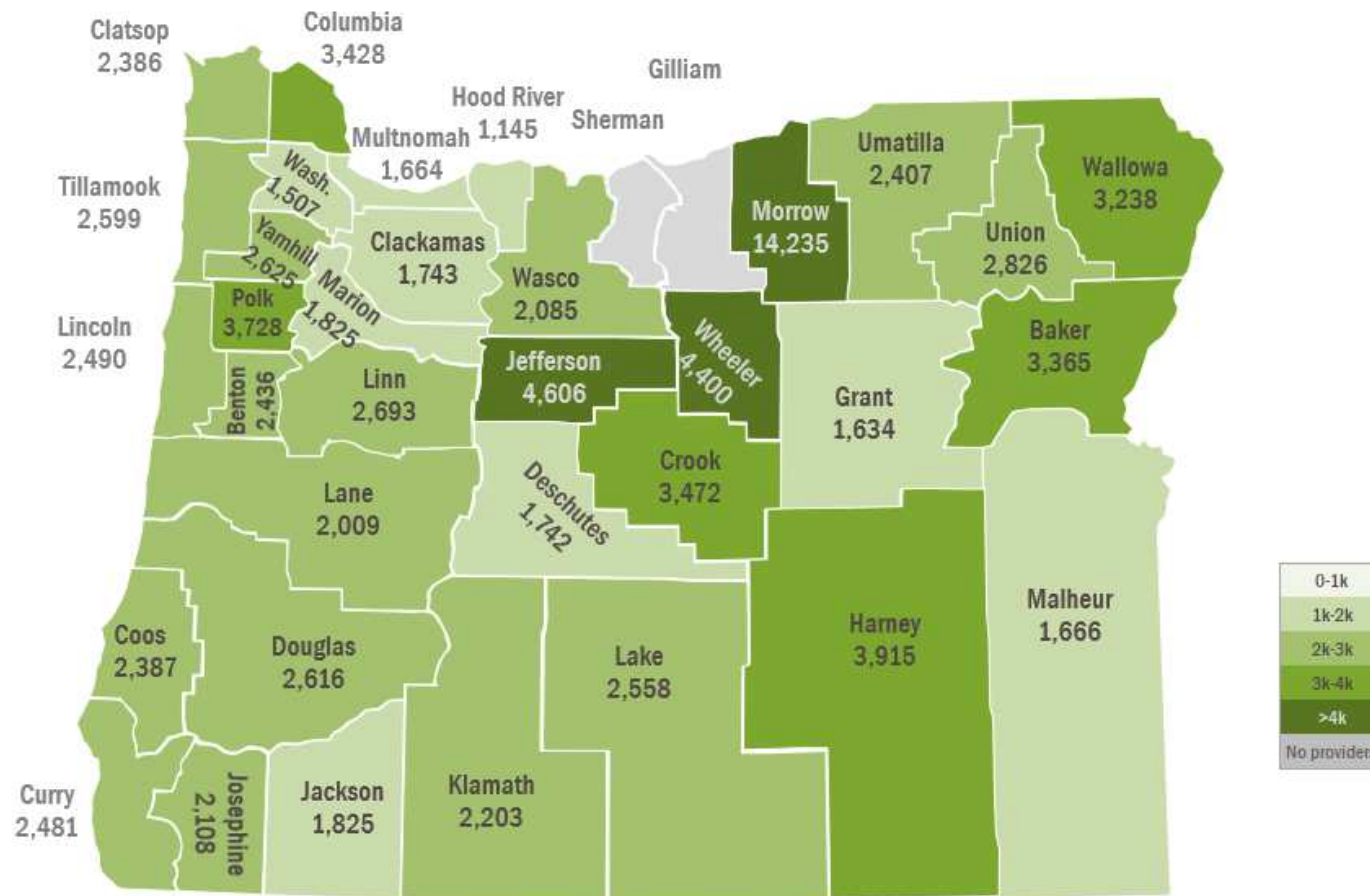 Clatsop
2,386
Columbia
3,428
Gilliam
Hood River
1,145
Sherman
Multnomah
1,664
Umatilla
2,407
Wallowa
3,238
Tillamook
2,599
Wash.
1,507
Morrow
14,235
Union
2,826
Yamhill
2,625
Clackamas
1,743
Wasco
2,085
Marion
1,825
Polk
3,728
Lincoln
2,490
Baker
3,365
Wheeler
4,400
Jefferson
4,606
Benton
2,436
Linn
2,693
Grant
1,634
Crook
3,472
Deschutes
1,742
Lane
2,009
Malheur
1,666
Harney
3,915
Coos
2,387
Douglas
2,616
Lake
2,558
Curry
2,481
Josephine
2,108
Jackson
1,825
Klamath
2,203
0-1k
1k-2k
2k-3k
3k-4k
>4k
No provider